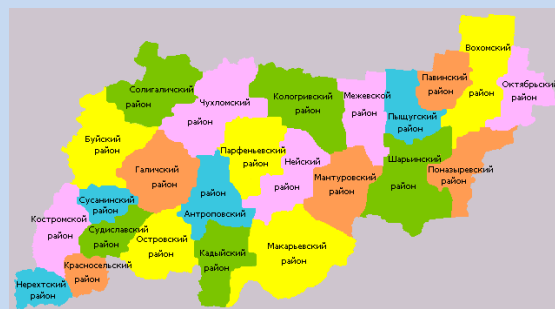 Вохомский
район
Павинский
район
Октябрьский
район
Солигаличский
район
Чухломский
район
Кологривский
район
Межевской
район
Пыщугский
район
Буйский
район
Парфеньевский
район
Шарьинский
район
Галичский
район
Нейский
район
Мантуровский
район
Поназыревский
район
район
Антроповский
Сусанинский
район
Костромской
район
Судиславский
район
Островский
район
Кадыйский
район
Макарьевский
район
Красносельский
район
Нерехтский
район